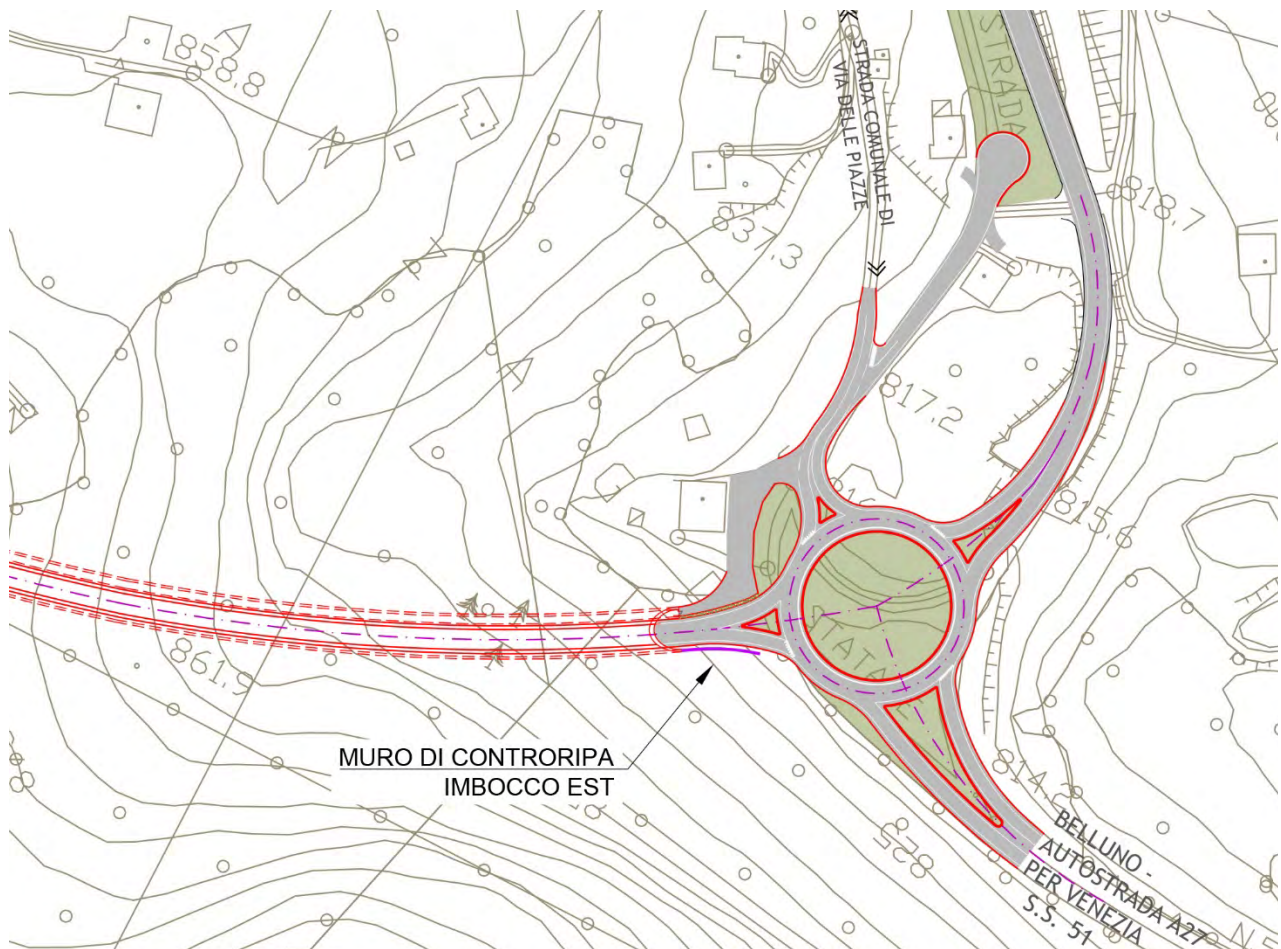 858,8
STRADA COMUNALE DI
VIA DELLE PIAZZE
STRADA
818,7
837,3
817,2
815,6
STATALE
861,9
MURO DI CONTRORIPA
IMBOCCO EST
825
BELLUNO -
AUTOSTRADA A27
PER VENEZIA
S.S. 51